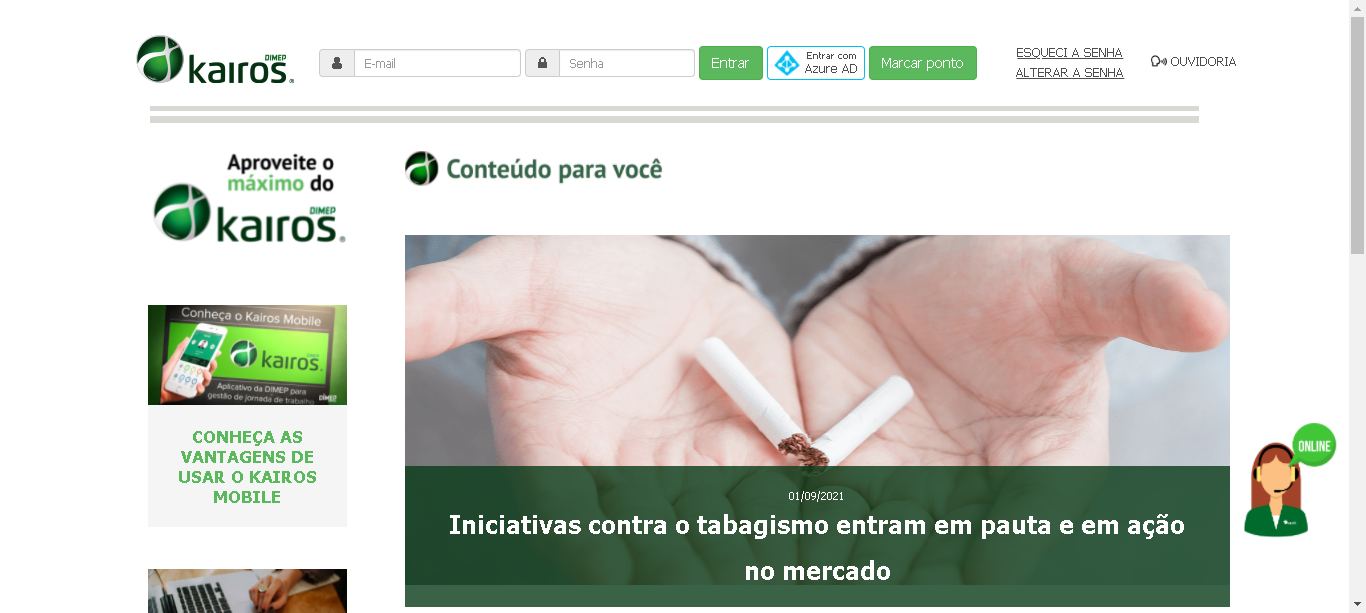 DIMEP
kairos®
E-mail
Senha
Entrar
Entrar com
Azure AD
Marcar ponto
ESQUECI A SENHA
ALTERAR A SENHA
OUVIDORIA
Aproveite o
máximo do
DIMEP
kairos®
Conteúdo para você
Conheça o Kairos Mobile
kairos
Aplicativo da DIMEP para
gestão de jornada de trabalho
DIMEP
CONHEÇA AS
VANTAGENS DE
USAR O KAIROS
MOBILE
01/09/2021
Iniciativas contra o tabagismo entram em pauta e em ação
no mercado
ONLINE